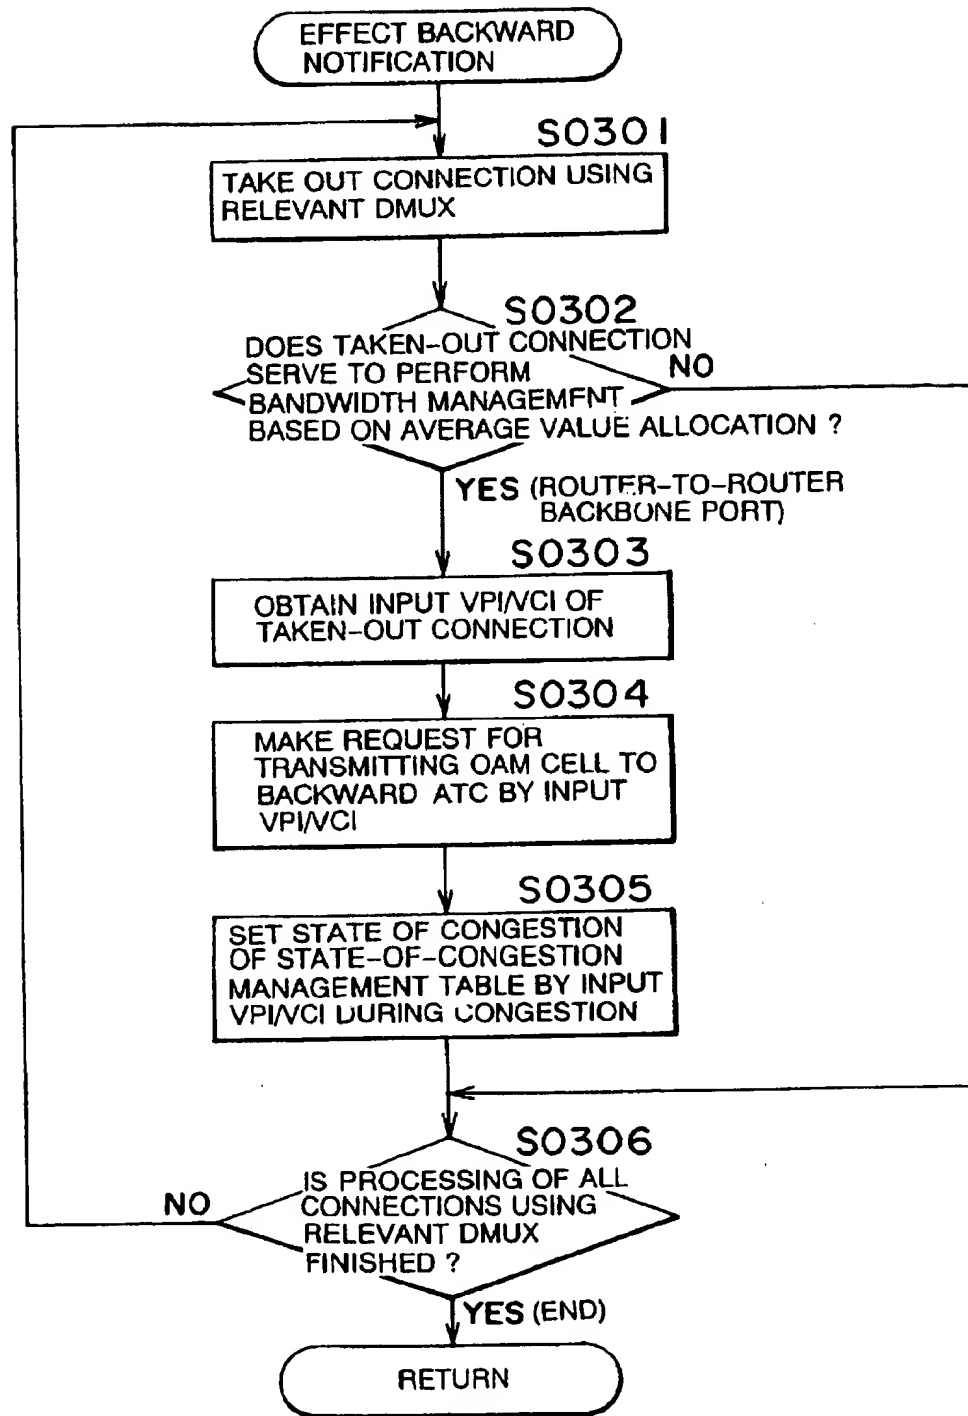 EFFECT BACKWARD
NOTIFICATION
S0301
TAKE OUT CONNECTION USING
RELEVANT DMUX
S0302
DOES TAKEN-OUT CONNECTION
SERVE TO PERFORM
BANDWIDTH MANAGEMENT
BASED ON AVERAGE VALUE ALLOCATION ?
NO
YES (ROUTER-TO-ROUTER
BACKBONE PORT)
S0303
OBTAIN INPUT VPI/VCI OF
TAKEN-OUT CONNECTION
S0304
MAKE REQUEST FOR
TRANSMITTING OAM CELL TO
BACKWARD ATC BY INPUT
VPI/VCI
S0305
SET STATE OF CONGESTION
OF STATE-OF-CONGESTION
MANAGEMENT TABLE BY INPUT
VPI/VCI DURING CONGESTION
S0306
IS PROCESSING OF ALL
CONNECTIONS USING
RELEVANT DMUX
FINISHED ?
NO
YES (END)
RETURN